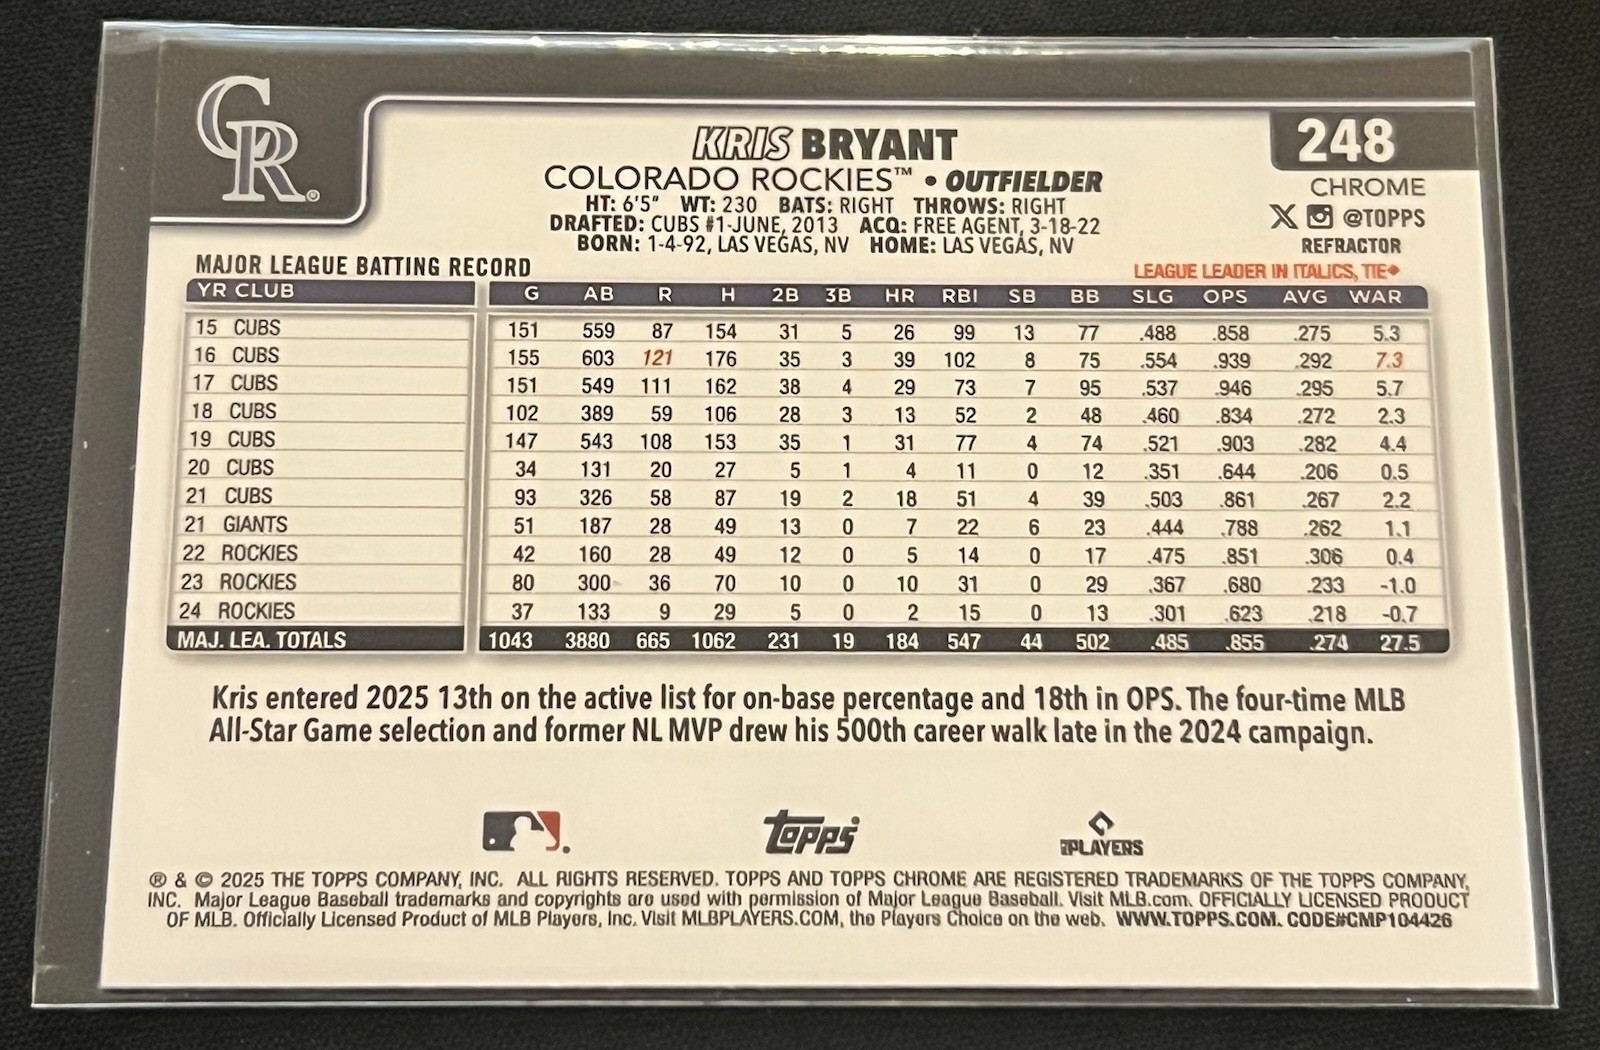 CR®
KRIS BRYANT
248
COLORADO ROCKIES™ • OUTFIELDER
CHROME
HT: 6'5" WT: 230 BATS: RIGHT THROWS: RIGHT
@TOPPS
DRAFTED: CUBS #1-JUNE, 2013 ACQ: FREE AGENT, 3-18-22
BORN: 1-4-92, LAS VEGAS, NV HOME: LAS VEGAS, NV
REFRACTOR
MAJOR LEAGUE BATTING RECORD
LEAGUE LEADER IN ITALICS, TIE♦
YR CLUB G AB R H 2B 3B HR RBI SB BB SLG OPS AVG WAR
15 CUBS 151 559 87 154 31 5 26 99 13 77 .488 .858 .275 5.3
16 CUBS 155 603 121 176 35 3 39 102 8 75 .554 .939 .292 7.3
17 CUBS 151 549 111 162 38 4 29 73 7 95 .537 .946 .295 5.7
18 CUBS 102 389 59 106 28 3 13 52 2 48 .460 .834 .272 2.3
19 CUBS 147 543 108 153 35 1 31 77 4 74 .521 .903 .282 4.4
20 CUBS 34 131 20 27 5 1 4 11 0 12 .351 .644 .206 0.5
21 CUBS 93 326 58 87 19 2 18 51 4 39 .503 .861 .267 2.2
21 GIANTS 51 187 28 49 13 0 7 22 6 23 .444 .788 .262 1.1
22 ROCKIES 42 160 28 49 12 0 5 14 0 17 .475 .851 .306 0.4
23 ROCKIES 80 300 36 70 10 0 10 31 0 29 .367 .680 .233 -1.0
24 ROCKIES 37 133 9 29 5 0 2 15 0 13 .301 .623 .218 -0.7
MAJ. LEA. TOTALS 1043 3880 665 1062 231 19 184 547 44 502 .485 .855 .274 27.5
Kris entered 2025 13th on the active list for on-base percentage and 18th in OPS. The four-time MLB
All-Star Game selection and former NL MVP drew his 500th career walk late in the 2024 campaign.
topps
PLAYERS
® & © 2025 THE TOPPS COMPANY, INC. ALL RIGHTS RESERVED. TOPPS AND TOPPS CHROME ARE REGISTERED TRADEMARKS OF THE TOPPS COMPANY,
INC. Major League Baseball trademarks and copyrights are used with permission of Major League Baseball. Visit MLB.com. OFFICIALLY LICENSED PRODUCT
OF MLB. Officially Licensed Product of MLB Players, Inc. Visit MLBPLAYERS.COM, the Players Choice on the web. WWW.TOPPS.COM. CODE#CMP104426